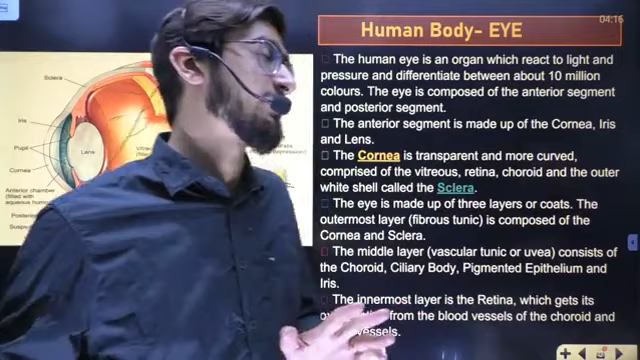 04:16
Human Body- EYE
Sclera
Iris
Pupil
Lens
Cornea
Anterior chamber
(filled with
aqueous
The human eye is an organ which react to light and
pressure and differentiate between about 10 million
colours. The eye is composed of the anterior segment
and posterior segment.
The anterior segment is made up of the Cornea, Iris
and Lens.
The Cornea is transparent and more curved,
comprised of the vitreous, retina, choroid and the outer
white shell called the Sclera.
The eye is made up of three layers or coats. The
outermost layer (fibrous tunic) is composed of the
Cornea and Sclera.
The middle layer (vascular tunic or uvea) consists of
the Choroid, Ciliary Body, Pigmented Epithelium and
Iris.
The innermost layer is the Retina, which gets its
from the blood vessels of the choroid and
vessels.